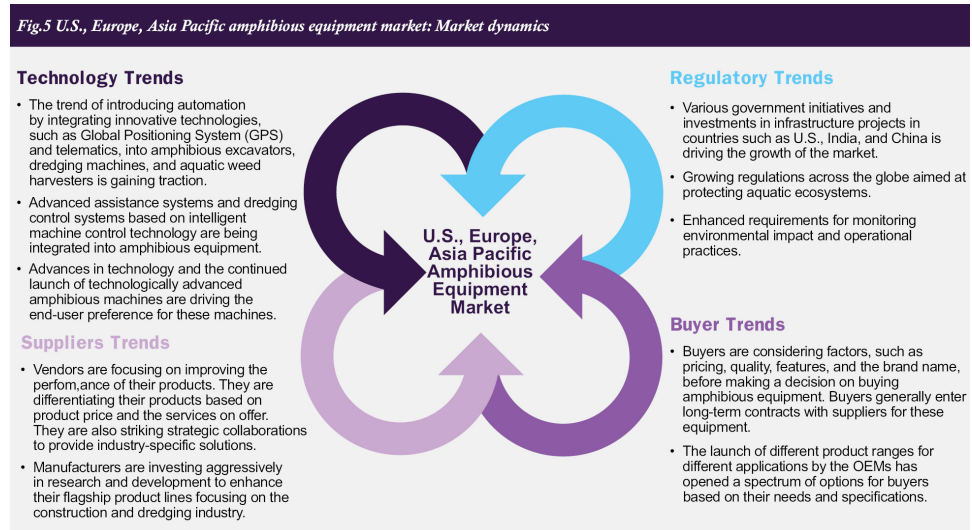 Fig.5 U.S., Europe, Asia Pacific amphibious equipment market: Market dynamics
Technology Trends
• The trend of introducing automation
by integrating innovative technologies,
such as Global Positioning System (GPS)
and telematics, into amphibious excavators,
dredging machines, and aquatic weed
harvesters is gaining traction.
• Advanced assistance systems and dredging
control systems based on intelligent
machine control technology are being
integrated into amphibious equipment.
• Advances in technology and the continued
launch of technologically advanced
amphibious machines are driving the
end-user preference for these machines.
Suppliers Trends
• Vendors are focusing on improving the
perfom,ance of their products. They are
differentiating their products based on
product price and the services on offer.
They are also striking strategic collaborations
to provide industry-specific solutions.
• Manufacturers are investing aggressively
in research and development to enhance
their flagship product lines focusing on the
construction and dredging industry.
U.S., Europe,
Asia Pacific
Amphibious
Equipment
Market
Regulatory Trends
• Various government initiatives and
investments in infrastructure projects in
countries such as U.S., India, and China is
driving the growth of the market.
• Growing regulations across the globe aimed at
protecting aquatic ecosystems.
• Enhanced requirements for monitoring
environmental impact and operational
practices.
Buyer Trends
• Buyers are considering factors, such as
pricing, quality, features, and the brand name,
before making a decision on buying
amphibious equipment. Buyers generally enter
long-term contracts with suppliers for these
equipment.
• The launch of different product ranges for
different applications by the OEMs has
opened a spectrum of options for buyers
based on their needs and specifications.